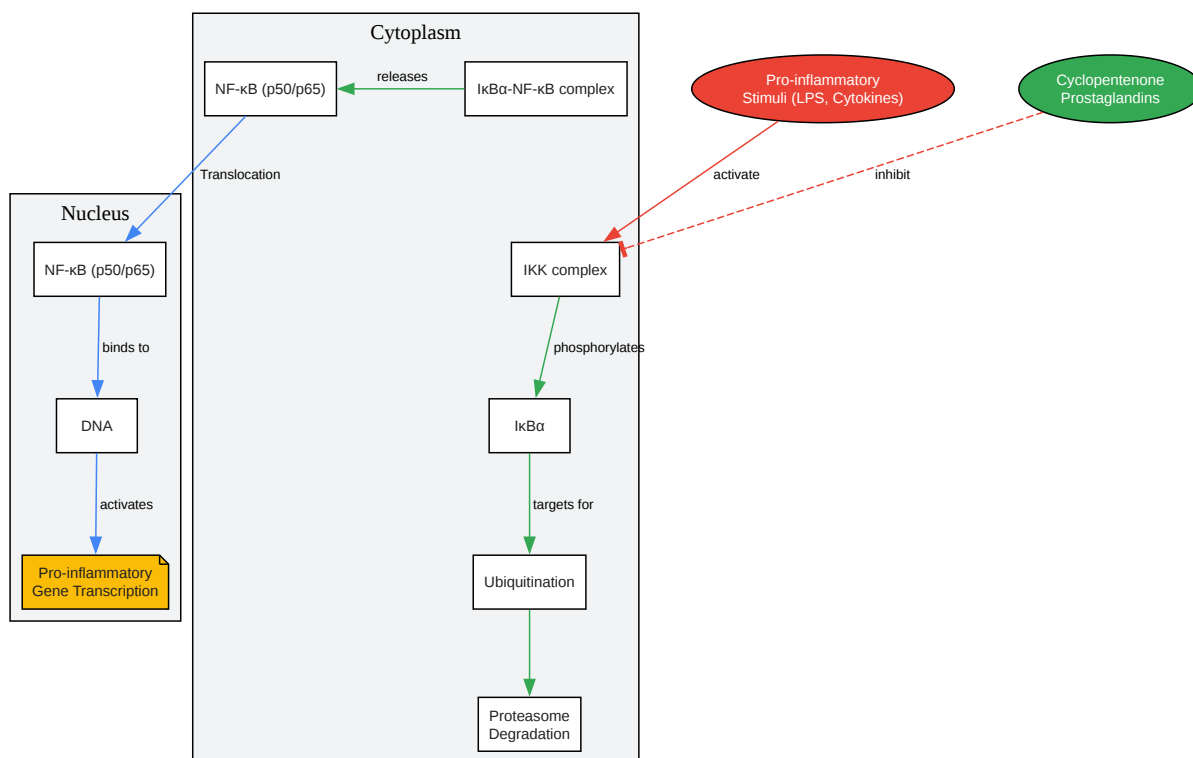 Cytoplasm
NF-κB (p50/p65)
releases
IκBα-NF-κB complex
Pro-inflammatory
Stimuli (LPS, Cytokines)
Cyclopentenone
Prostaglandins
Translocation
activate
inhibit
Nucleus
NF-κB (p50/p65)
IKK complex
binds to
phosphorylates
DNA
IκBα
activates
targets for
Pro-inflammatory
Gene Transcription
Ubiquitination
Proteasome
Degradation